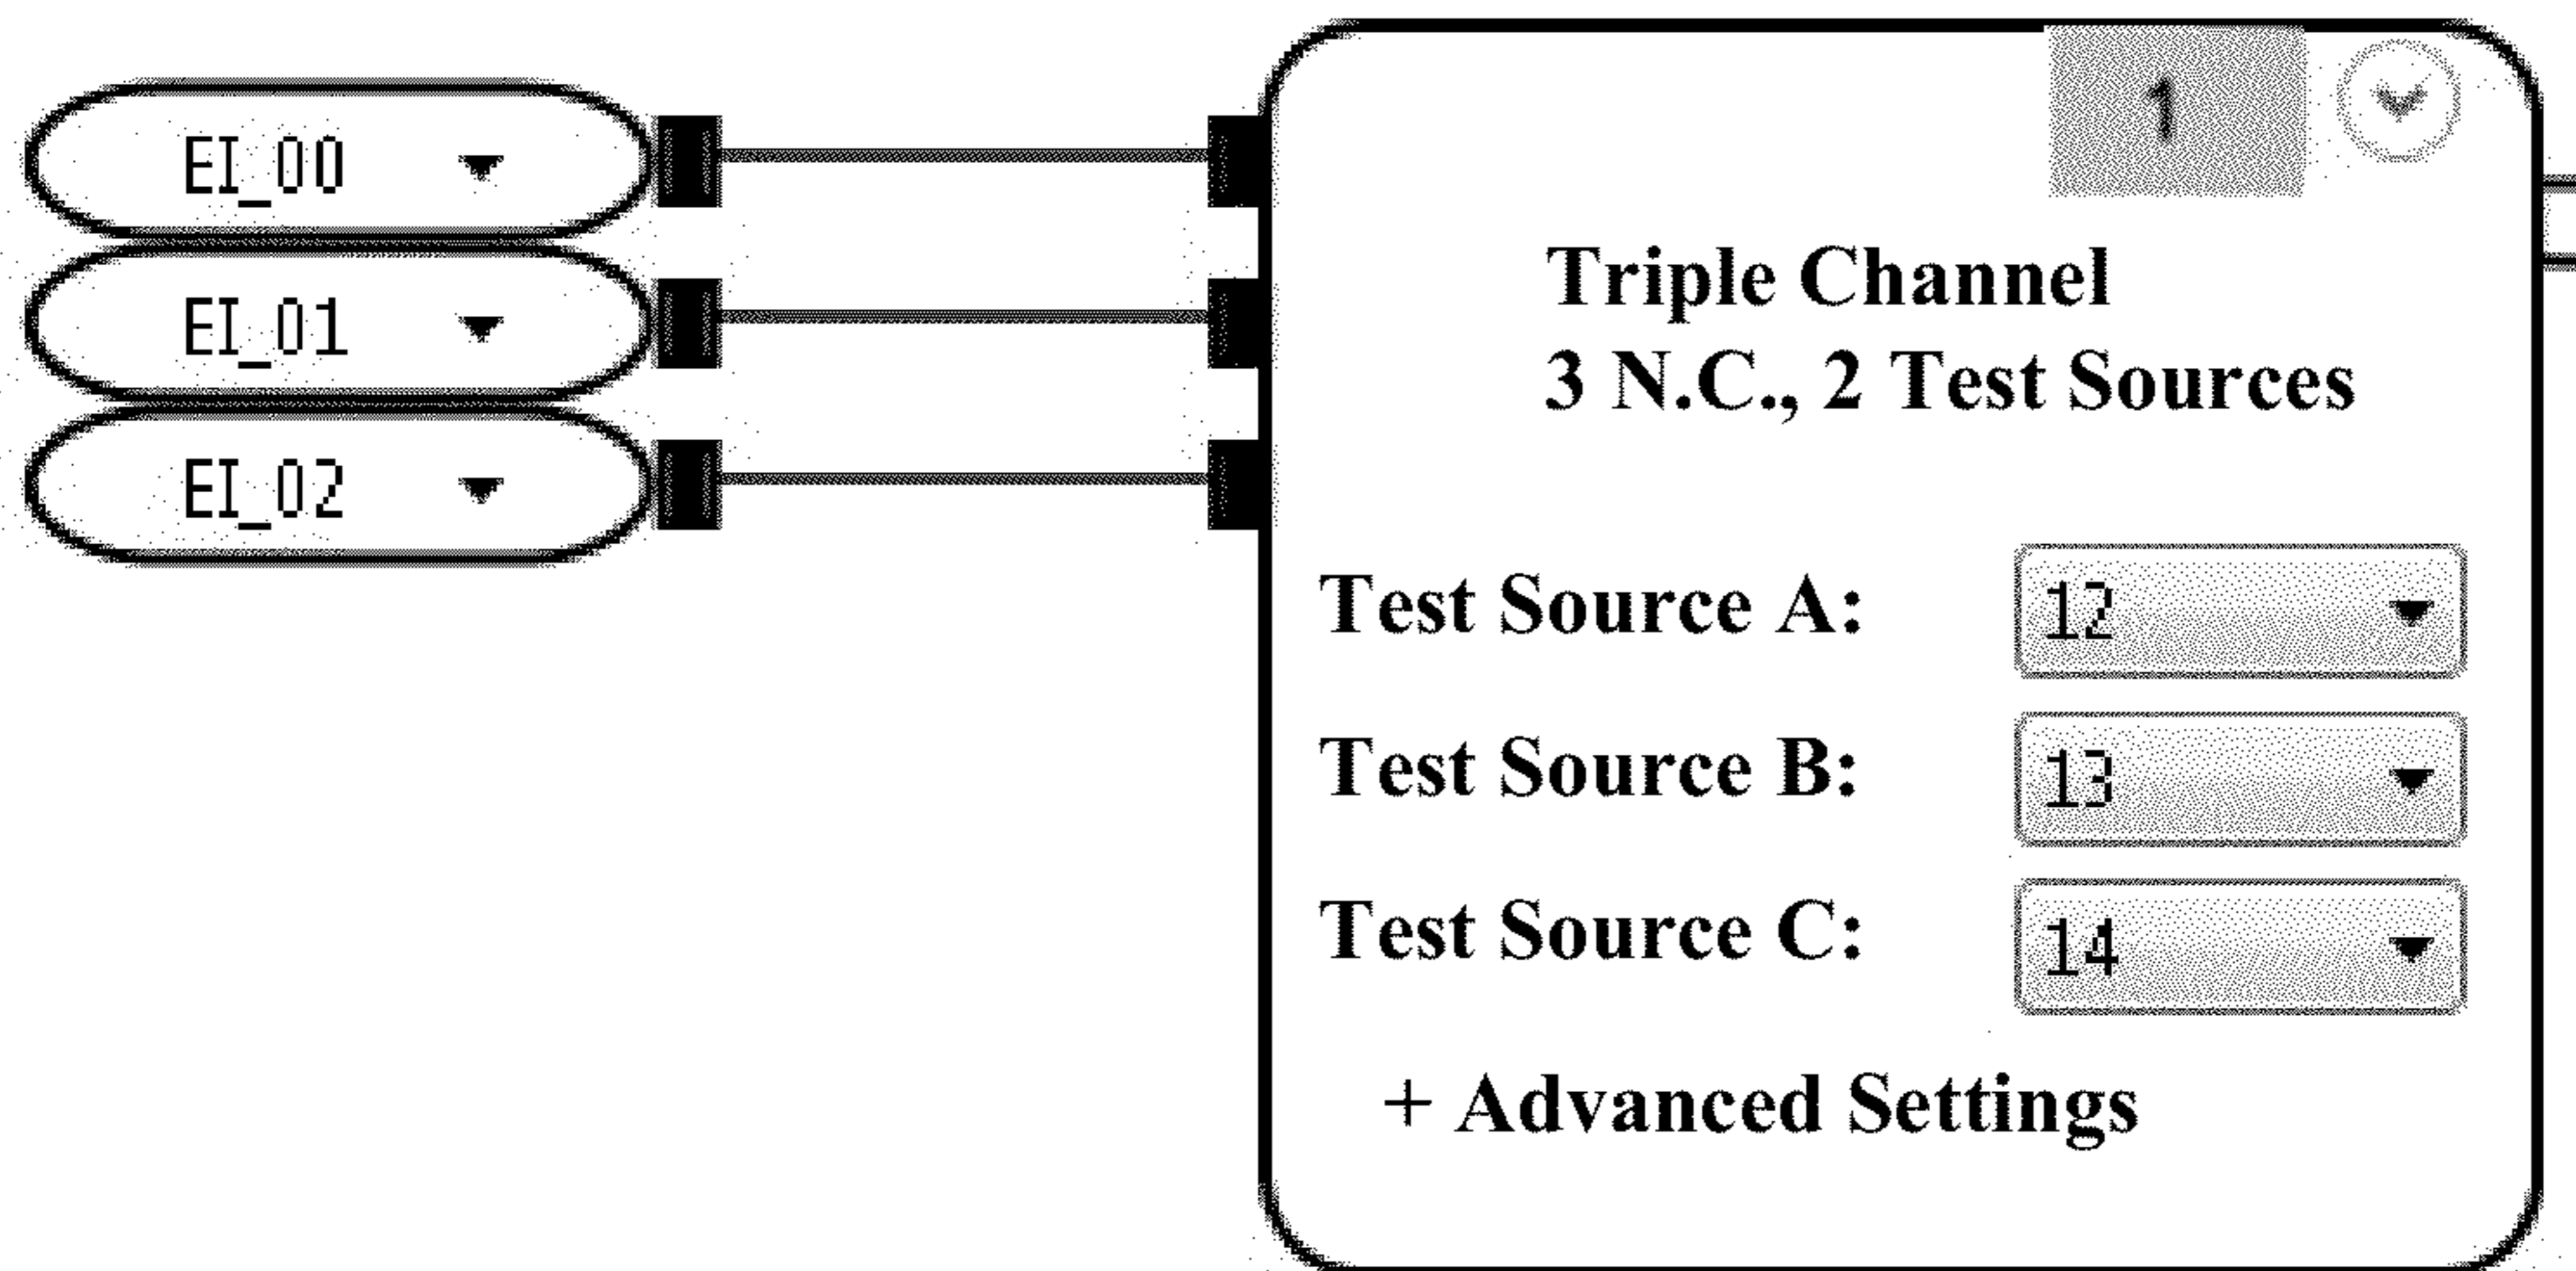 EI_00
EI_01
EI_02
1
Triple Channel
3 N.C., 2 Test Sources
Test Source A: 12
Test Source B: 13
Test Source C: 14
+ Advanced Settings